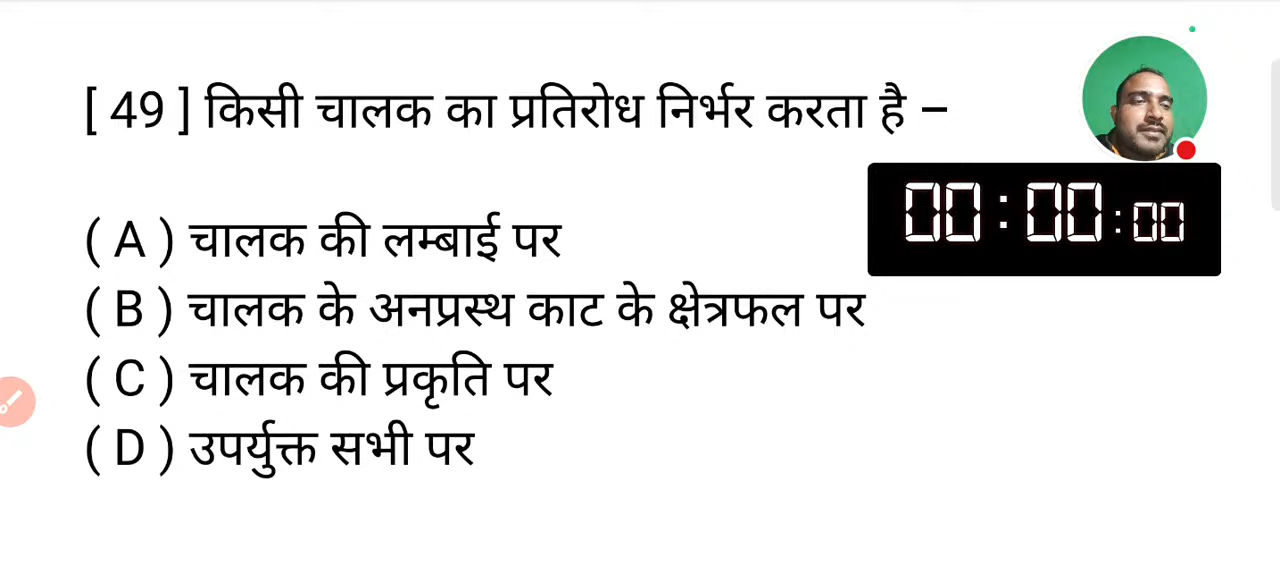 [ 49 ] किसी चालक का प्रतिरोध निर्भर करता है –
00:00:00
( A ) चालक की लम्बाई पर
( B ) चालक के अनप्रस्थ काट के क्षेत्रफल पर
( C ) चालक की प्रकृति पर
( D ) उपर्युक्त सभी पर